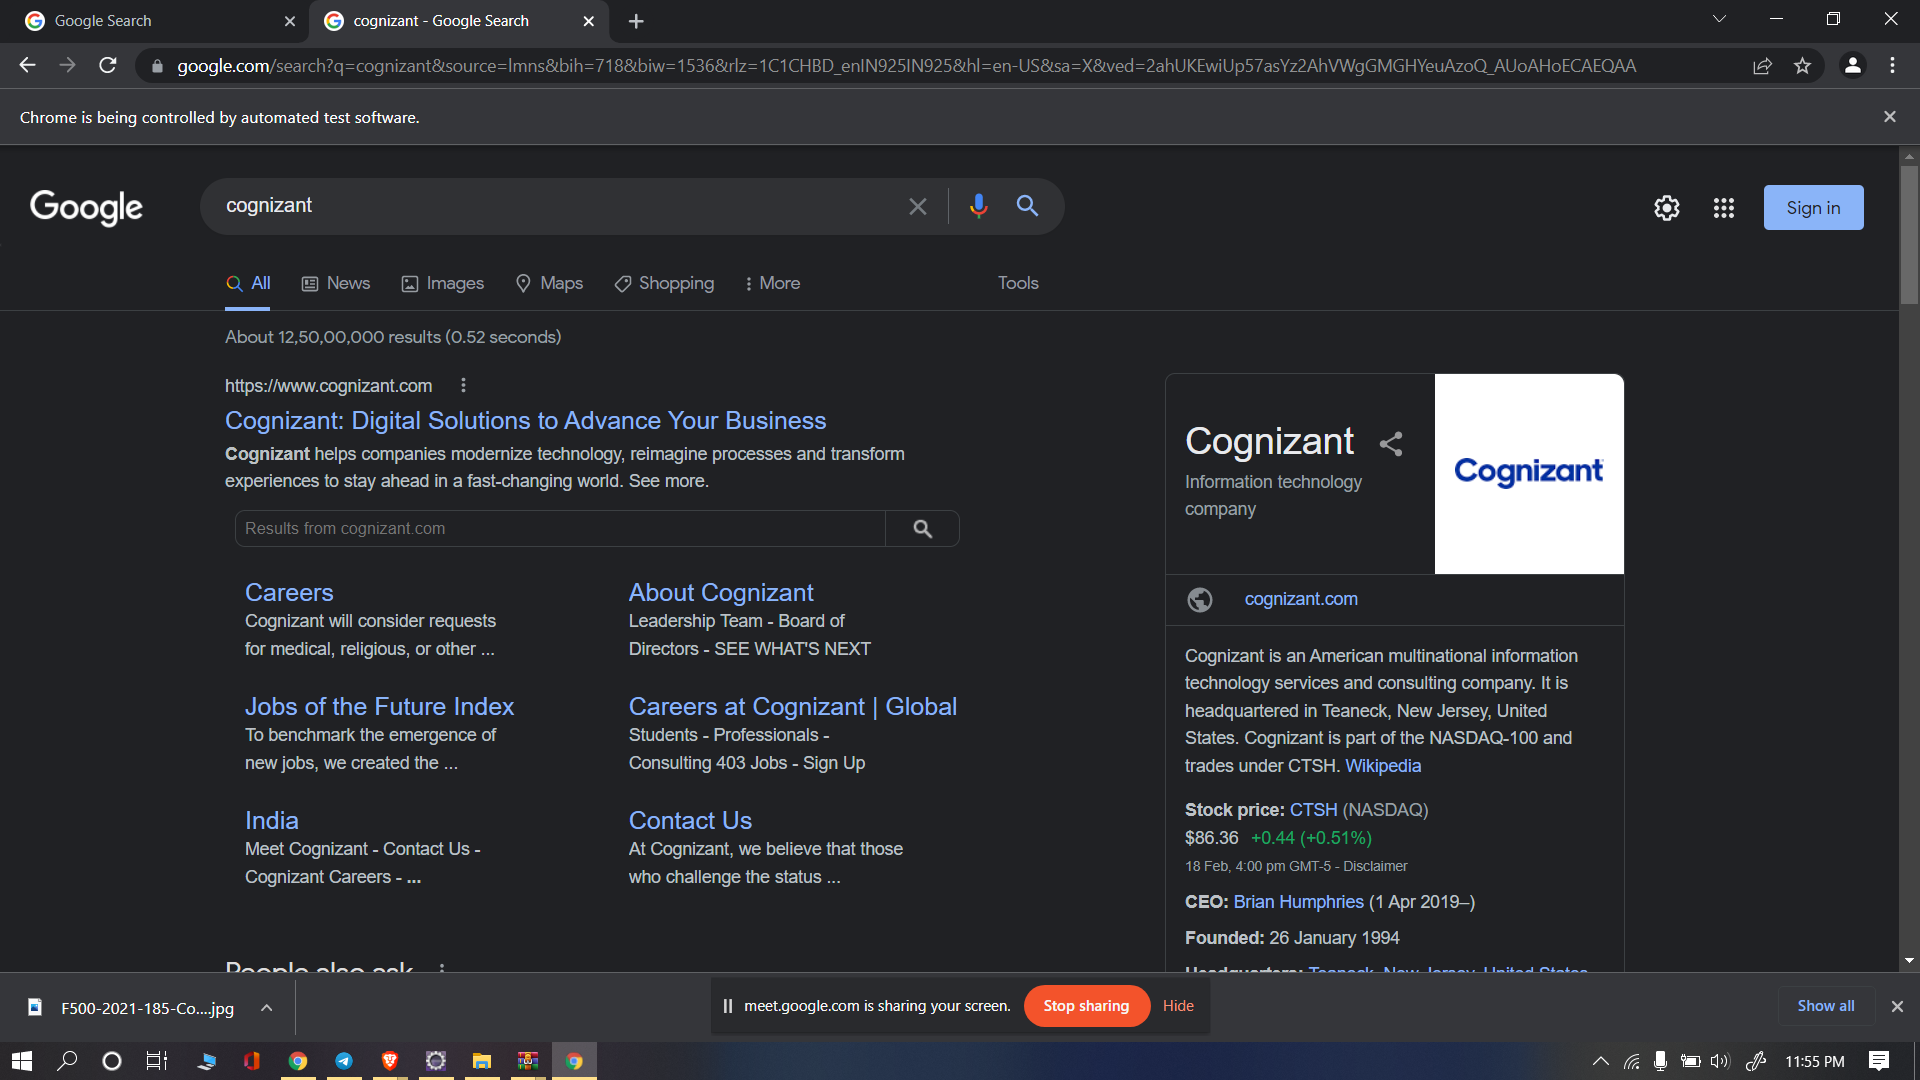 Google Search
cognizant - Google Search
google.com/search?q=cognizant&source=lmns&bih=718&biw=1536&rlz=1C1CHBD_enIN925IN925&hl=en-US&sa=X&ved=2ahUKEwiUp57asYz2AhVWgGMGHYeuAzoQ_AUoAHoECAEQAA
Chrome is being controlled by automated test software.
Google
cognizant
Sign in
All
News
Images
Maps
Shopping
More
Tools
About 12,50,00,000 results (0.52 seconds)
https://www.cognizant.com
Cognizant: Digital Solutions to Advance Your Business
Cognizant helps companies modernize technology, reimagine processes and transform
experiences to stay ahead in a fast-changing world. See more.
Results from cognizant.com
Careers
Cognizant will consider requests
for medical, religious, or other ...
About Cognizant
Leadership Team - Board of
Directors - SEE WHAT'S NEXT
Jobs of the Future Index
To benchmark the emergence of
new jobs, we created the ...
Careers at Cognizant | Global
Students - Professionals -
Consulting 403 Jobs - Sign Up
India
Meet Cognizant - Contact Us -
Cognizant Careers - ...
Contact Us
At Cognizant, we believe that those
who challenge the status ...
People also ask
Cognizant
Information technology
company
Cognizant
cognizant.com
Cognizant is an American multinational information
technology services and consulting company. It is
headquartered in Teaneck, New Jersey, United
States. Cognizant is part of the NASDAQ-100 and
trades under CTSH. Wikipedia
Stock price: CTSH (NASDAQ)
$86.36 +0.44 (+0.51%)
18 Feb, 4:00 pm GMT-5 - Disclaimer
CEO: Brian Humphries (1 Apr 2019–)
Founded: 26 January 1994
Headquarters: Teaneck, New Jersey, United States
F500-2021-185-Co....jpg
meet.google.com is sharing your screen.
Stop sharing
Hide
Show all
11:55 PM